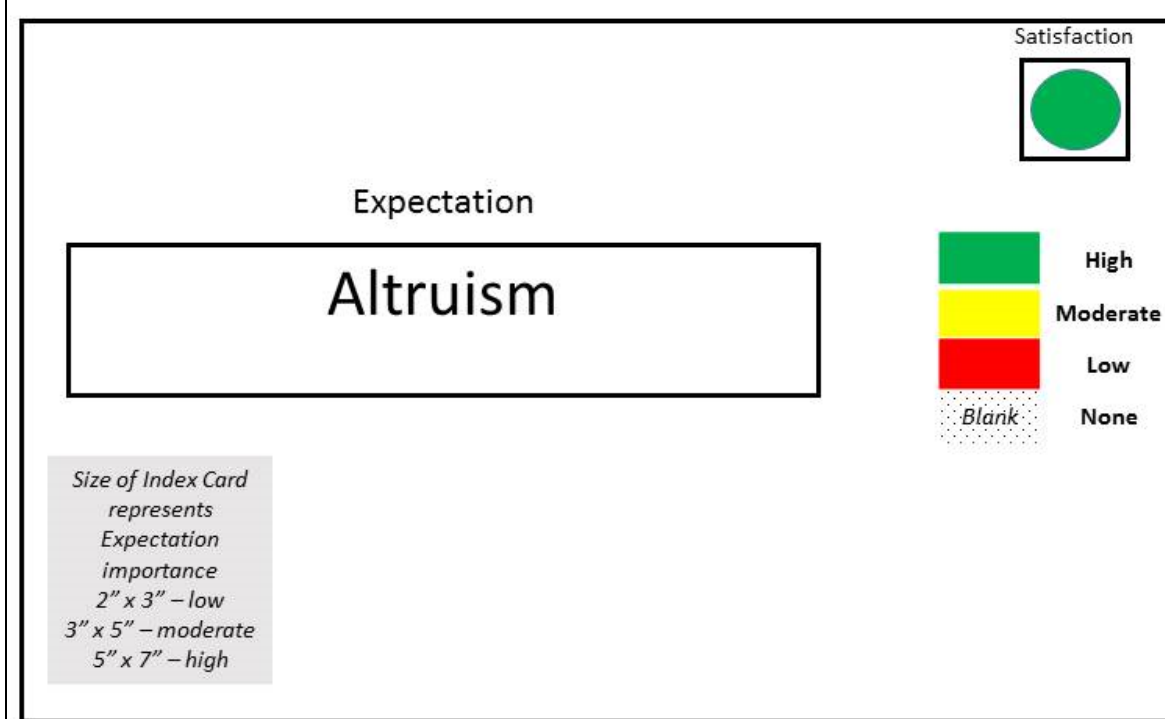 Satisfaction
Expectation
Altruism
High
Moderate
Low
Blank
None
Size of Index Card
represents
Expectation
importance
2” x 3” – low
3” x 5” – moderate
5” x 7” – high